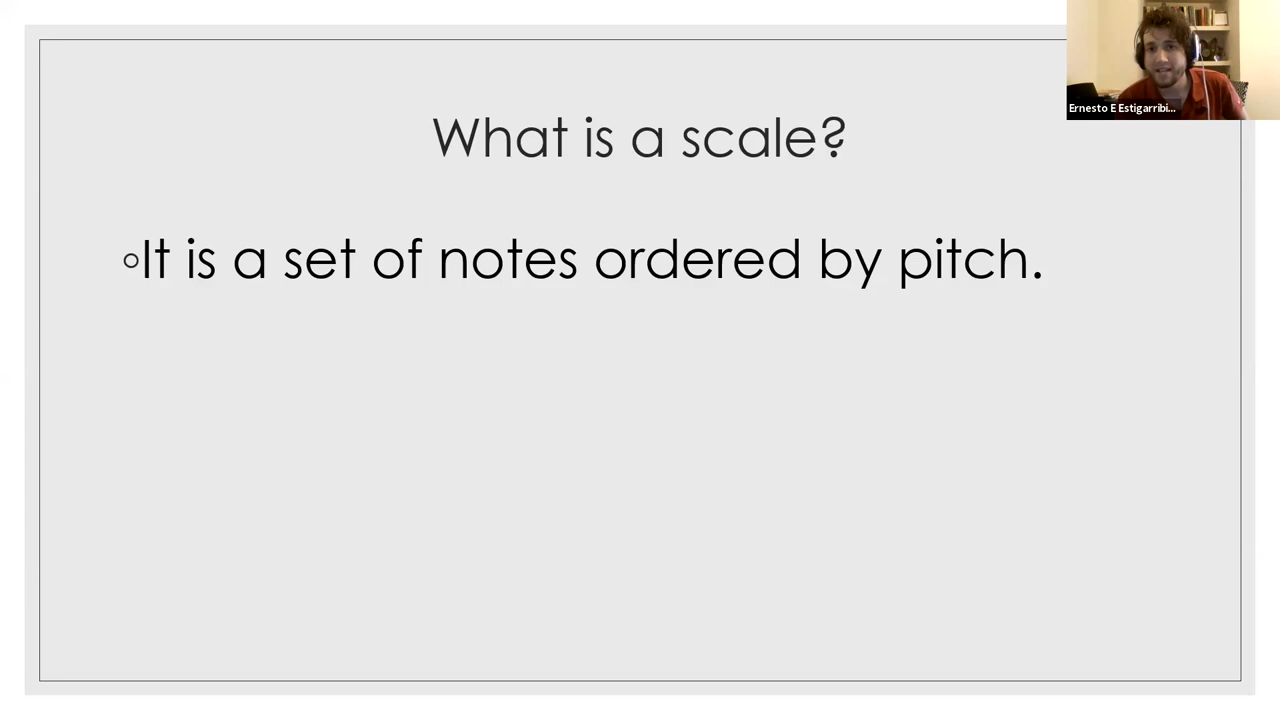 Ernesto E Estigarribi...
What is a scale?
◦It is a set of notes ordered by pitch.